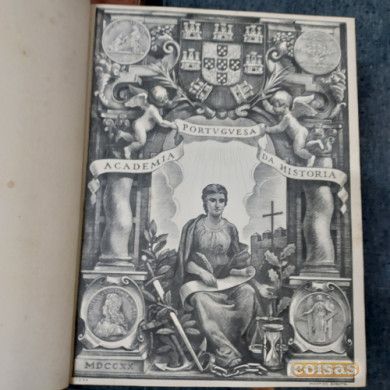 PORTVGVESA
ACADEMIA DA HISTORIA
MDCCXX
coisas